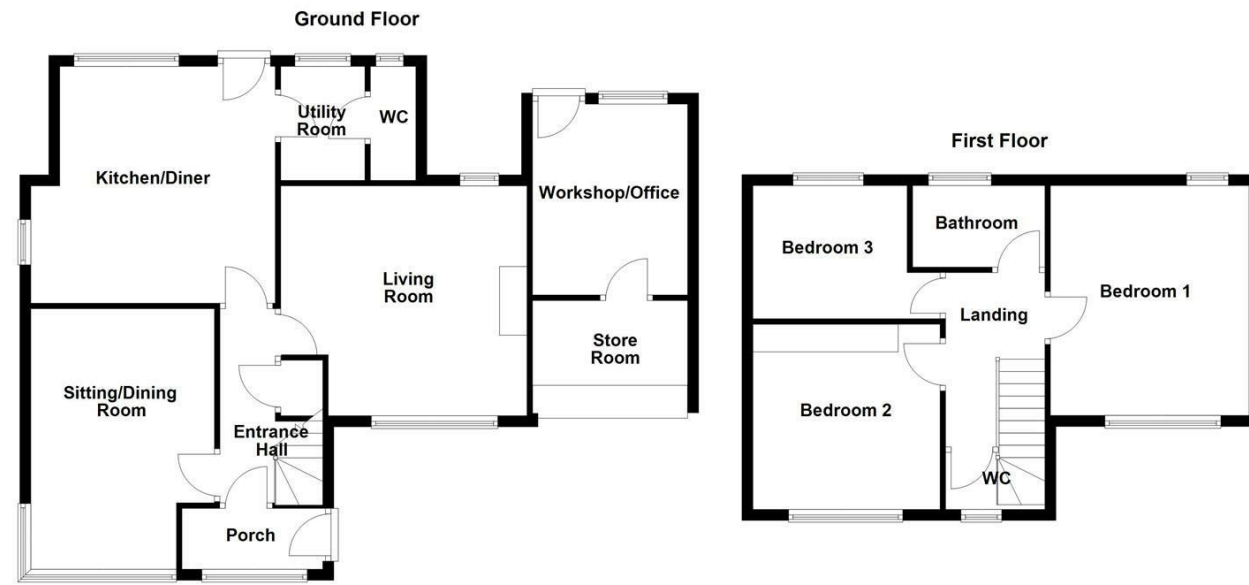 Ground Floor
Utility
Room
WC
Kitchen/Diner
Workshop/Office
Living
Room
Store
Room
Sitting/Dining
Room
Entrance
Hall
Porch
First Floor
Bathroom
Bedroom 3
Bedroom 1
Landing
Bedroom 2
WC